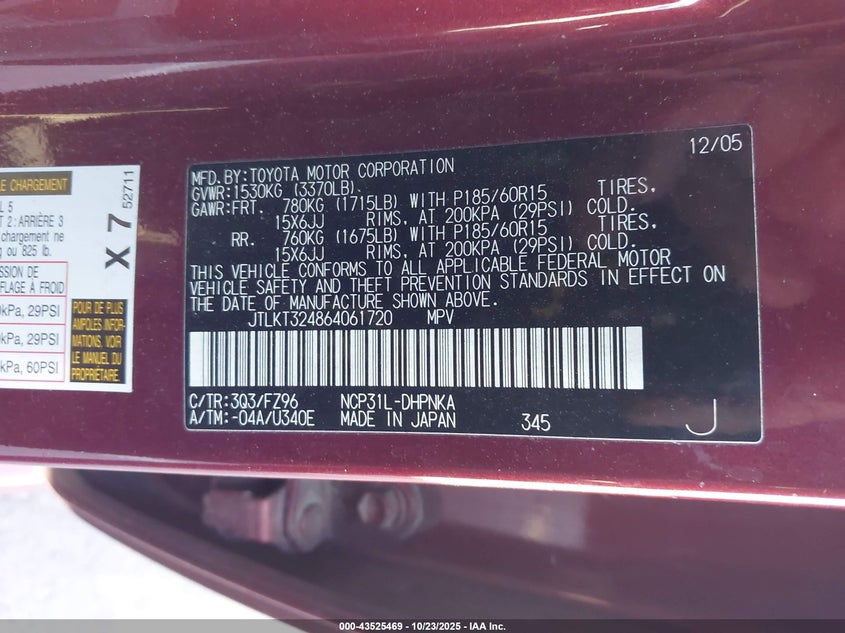 LE CHARGEMENT
L 5
T 2: ARRIÈRE 3
chargement ne
g ou 825 lb.
SSION DE
FLAGE À FROID
kPa, 29PSI
kPa, 29PSI
kPa, 60PSI
X 7
52711
POUR DE PLUS
AMPLES INFOR-
MATIONS, VOIR
LE MANUEL DU
PROPRIÉTAIRE.
12/05
MFD.BY:TOYOTA MOTOR CORPORATION
GVWR:1530KG (3370LB)
GAWR:FRT. 780KG (1715LB) WITH P185/60R15 TIRES,
15X6JJ RIMS, AT 200KPA (29PSI) COLD.
RR. 760KG (1675LB) WITH P185/60R15 TIRES,
15X6JJ RIMS, AT 200KPA (29PSI) COLD.
THIS VEHICLE CONFORMS TO ALL APPLICABLE FEDERAL MOTOR
VEHICLE SAFETY AND THEFT PREVENTION STANDARDS IN EFFECT ON
THE DATE OF MANUFACTURE SHOWN ABOVE.
JTLKT324864061720 MPV
C/TR:3Q3/FZ96 NCP31L-DHPNKA
A/TM:-04A/U340E MADE IN JAPAN 345 J
000-43525469 - 10/23/2025 - IAA Inc.